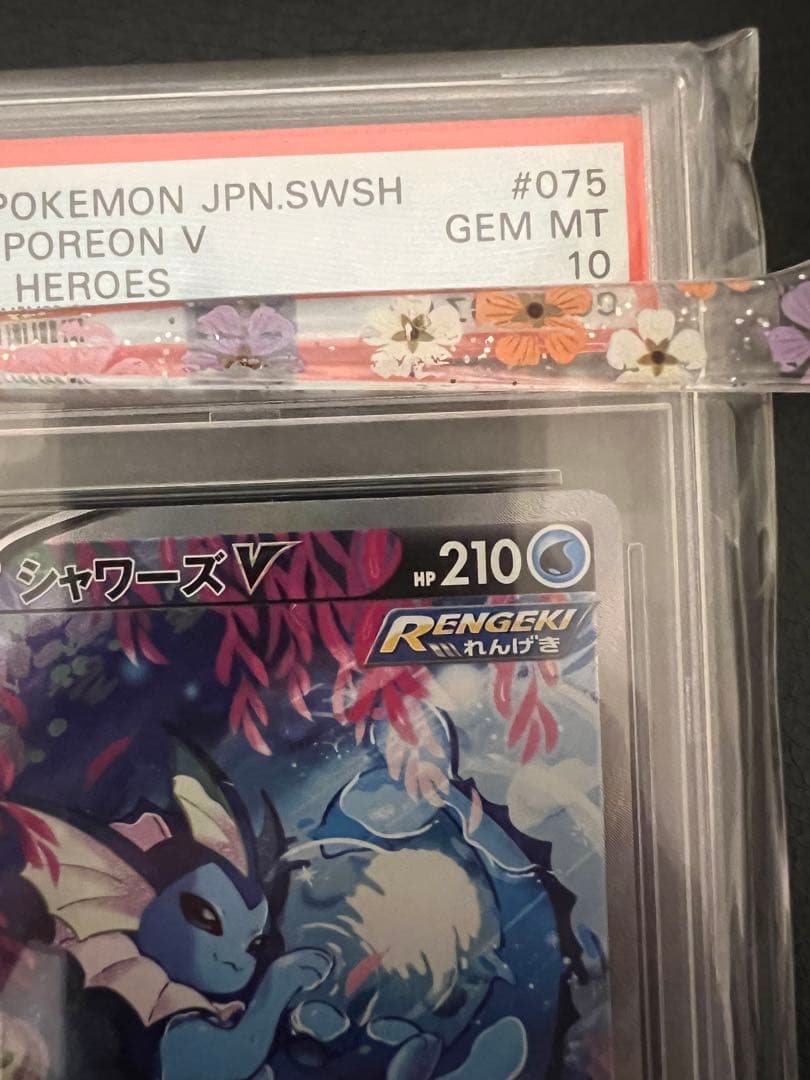 POKEMON JPN.SWSH #075
POREON V GEM MT
HEROES 10
シャワーズV HP 210
RENGEKI
れんげき